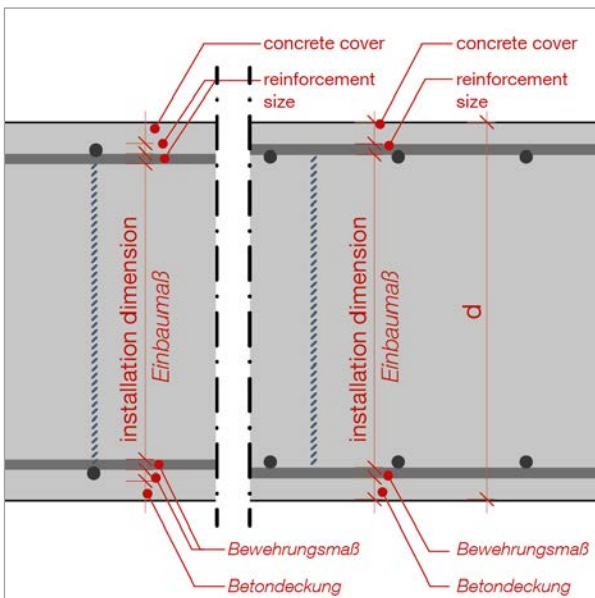 concrete cover
reinforcement
size
concrete cover
reinforcement
size
installation dimension
Einbaumaß
installation dimension
Einbaumaß
d
Bewehrungsmaß
Betondeckung
Bewehrungsmaß
Betondeckung